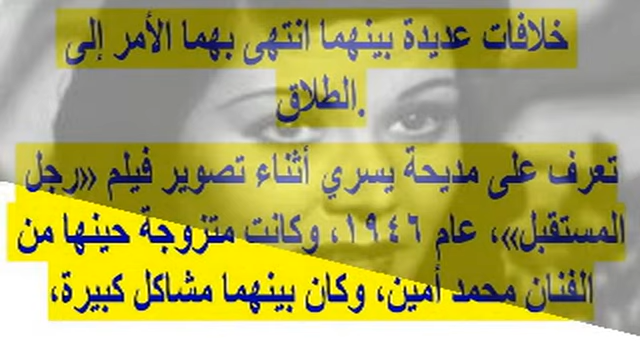 خلافات عديدة بينهما انتهى بهما الأمر إلى
الطلاق.
تعرف على مديحة يسري أثناء تصوير فيلم «رجل
المستقبل»، عام ١٩٤٦، وكانت متزوجة حينها من
الفنان محمد أمين، وكان بينهما مشاكل كبيرة،